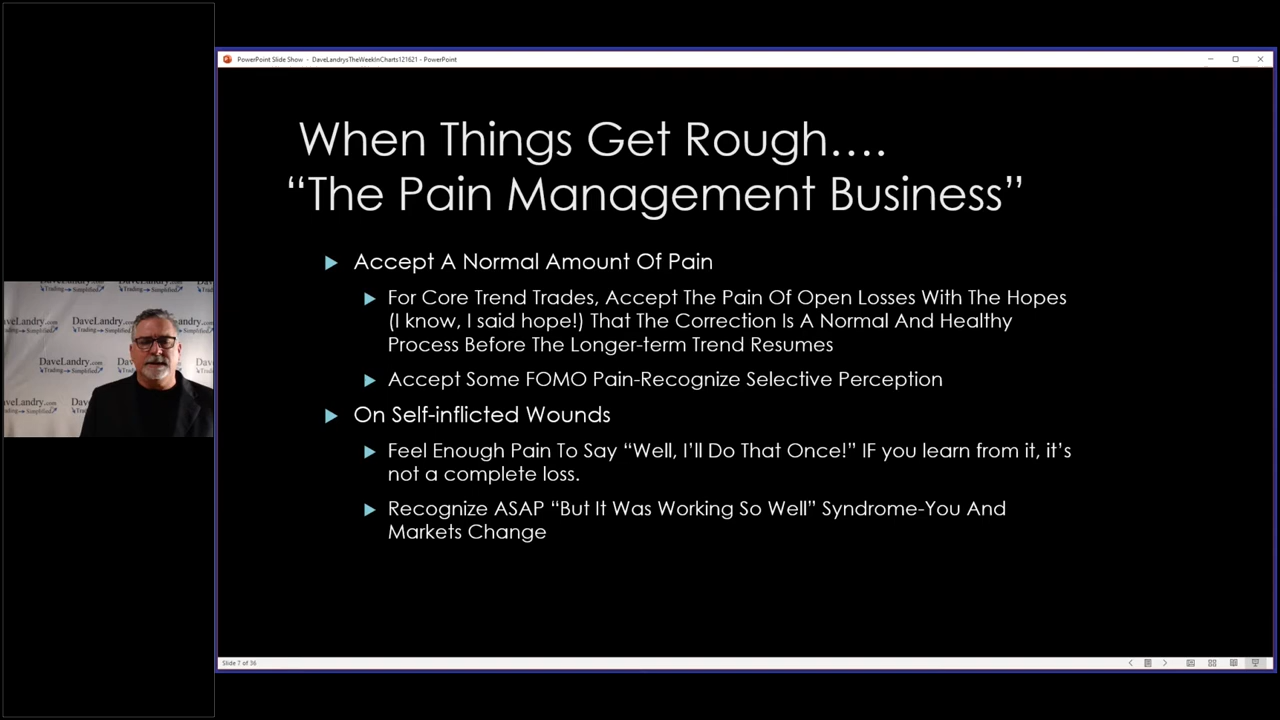 PowerPoint Slide Show - DaveLandrysTheWeekInCharts121621 - PowerPoint
When Things Get Rough....
“The Pain Management Business”
Accept A Normal Amount Of Pain
For Core Trend Trades, Accept The Pain Of Open Losses With The Hopes
(I know, I said hope!) That The Correction Is A Normal And Healthy
Process Before The Longer-term Trend Resumes
Accept Some FOMO Pain-Recognize Selective Perception
On Self-inflicted Wounds
Feel Enough Pain To Say “Well, I’ll Do That Once!” IF you learn from it, it’s
not a complete loss.
Recognize ASAP “But It Was Working So Well” Syndrome-You And
Markets Change
DaveLandry.com
Trading Simplified
Slide 7 of 36